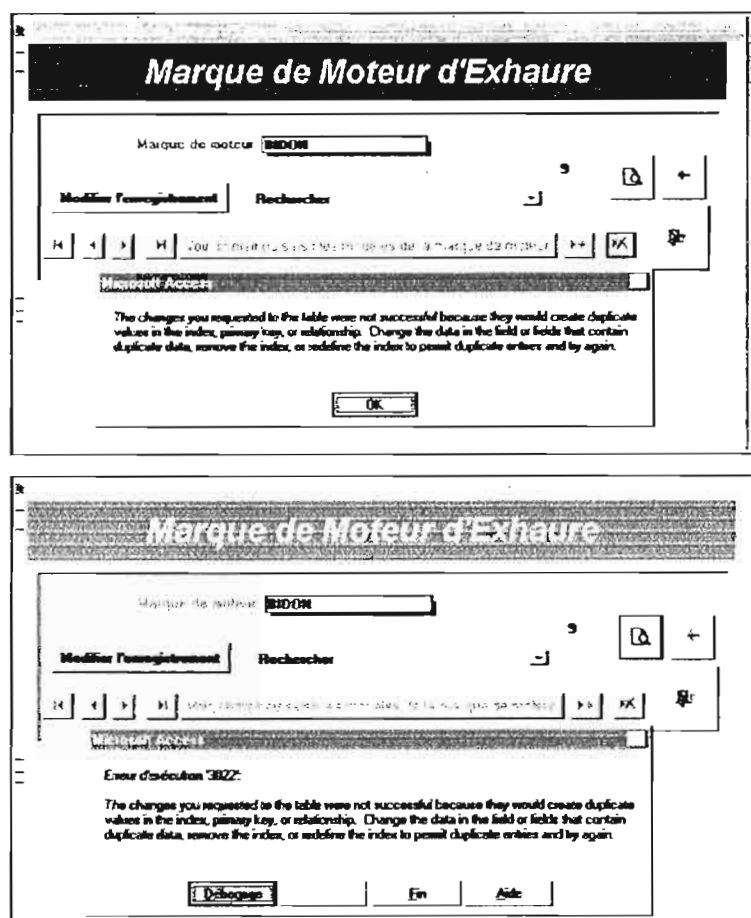 Marque de Moteur d'Exhaure
Marque de moteur BIDON
9
Modifier l'enregistrement Rechercher
Microsoft Access
The changes you requested to the table were not successful because they would create duplicate
values in the index, primary key, or relationship. Change the data in the field or fields that contain
duplicate data, remove the index, or redefine the index to permit duplicate entries and try again.
OK
Marque de Moteur d'Exhaure
Marque de moteur BIDON
9
Modifier l'enregistrement Rechercher
Microsoft Access
Erreur d'exécution '3022':
The changes you requested to the table were not successful because they would create duplicate
values in the index, primary key, or relationship. Change the data in the field or fields that contain
duplicate data, remove the index, or redefine the index to permit duplicate entries and try again.
Débogage Fin Aide